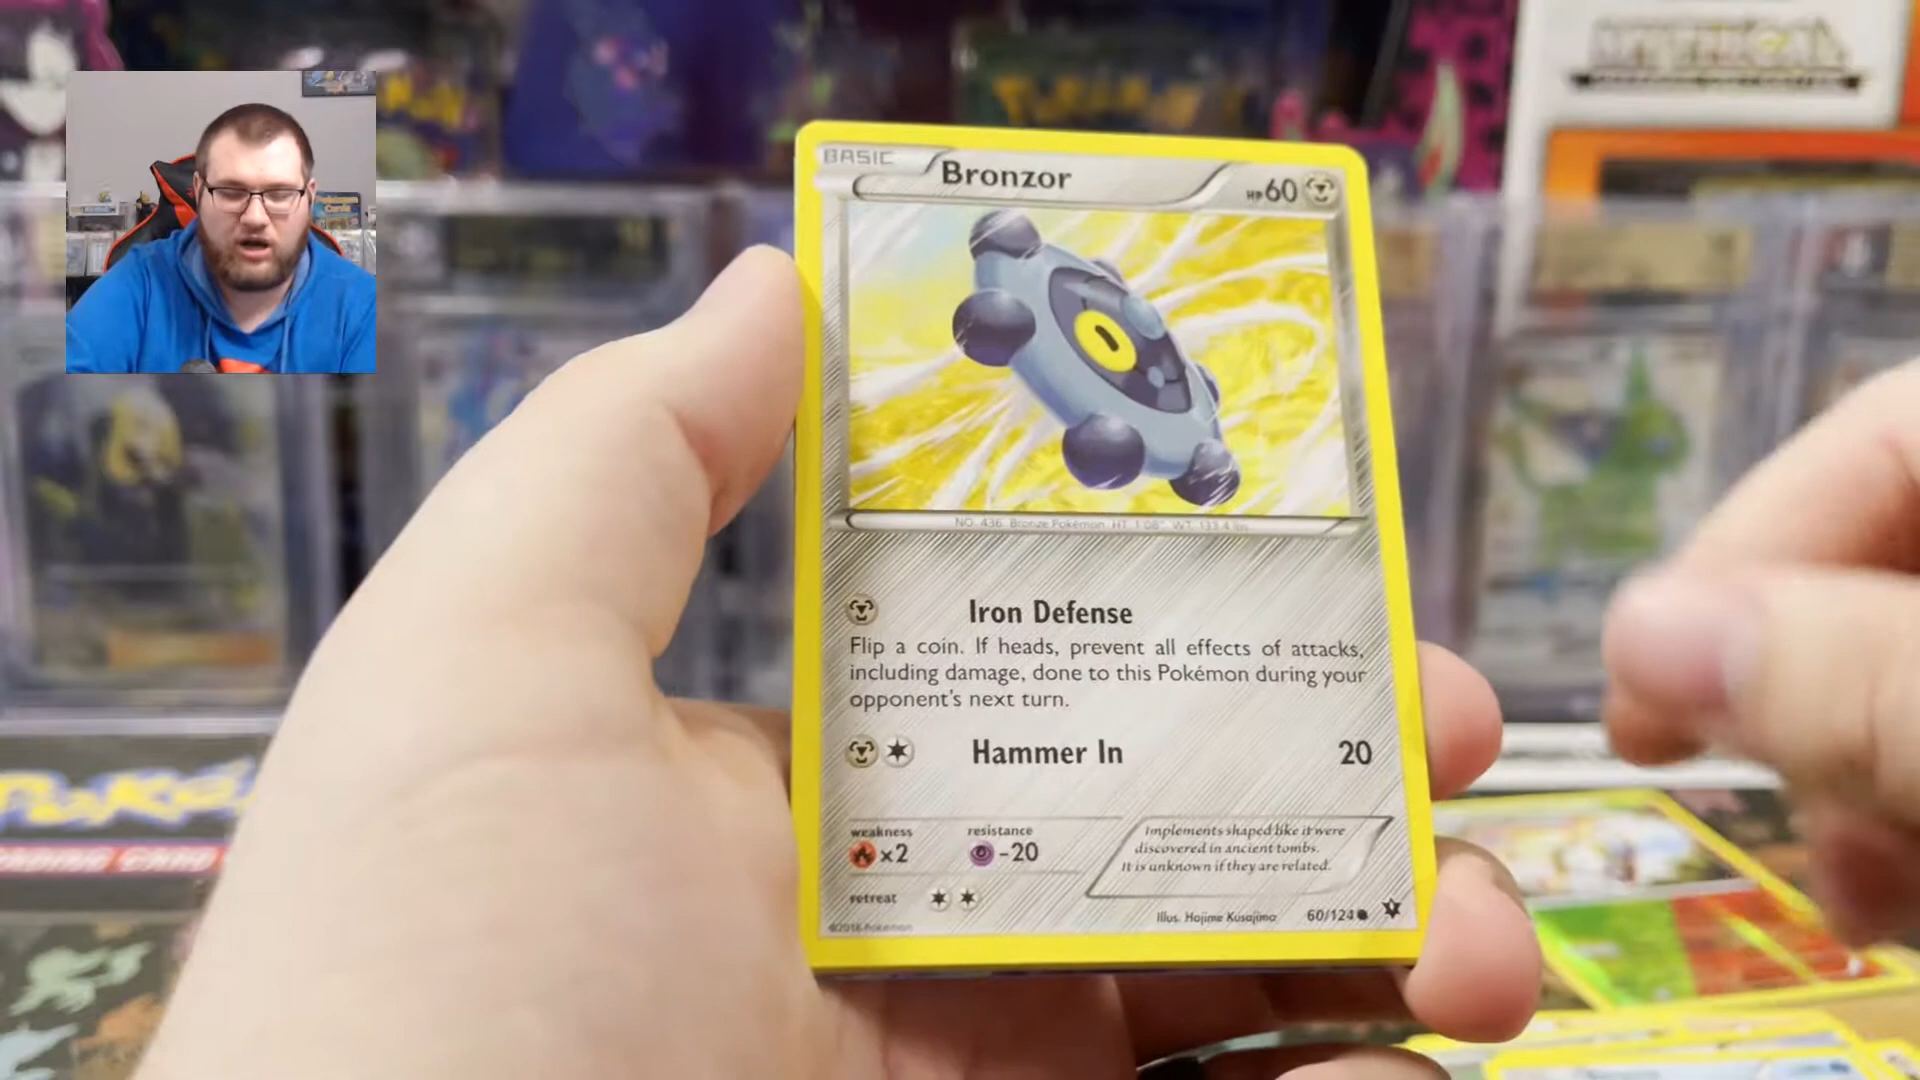 BASIC
Bronzor
HP60
NO. 436 Bronze Pokémon HT 1'08" WT 133.4 lbs
Iron Defense
Flip a coin. If heads, prevent all effects of attacks,
including damage, done to this Pokémon during your
opponent's next turn.
Hammer In 20
weakness resistance
×2 -20
Implements shaped like it were
discovered in ancient tombs.
It is unknown if they are related.
retreat
Illus. Hajime Kusajima 60/124
©2016 Pokémon